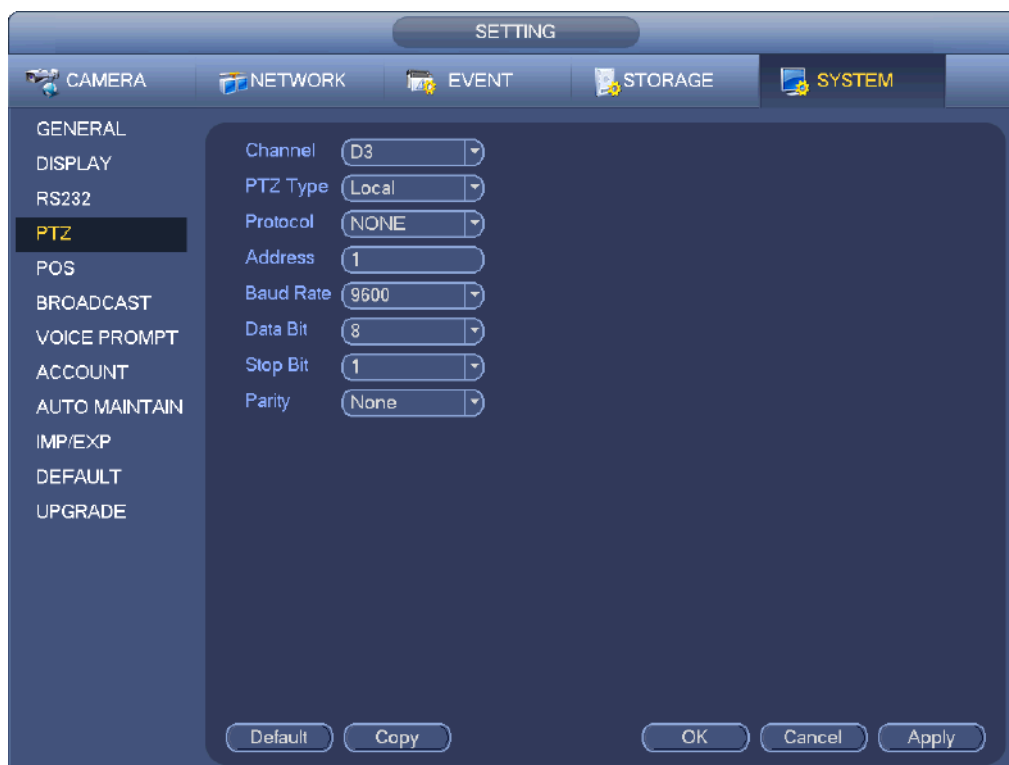 SETTING
CAMERA NETWORK EVENT STORAGE SYSTEM
GENERAL
DISPLAY
RS232
PTZ
POS
BROADCAST
VOICE PROMPT
ACCOUNT
AUTO MAINTAIN
IMP/EXP
DEFAULT
UPGRADE
Channel D3
PTZ Type Local
Protocol NONE
Address 1
Baud Rate 9600
Data Bit 8
Stop Bit 1
Parity None
Default Copy OK Cancel Apply